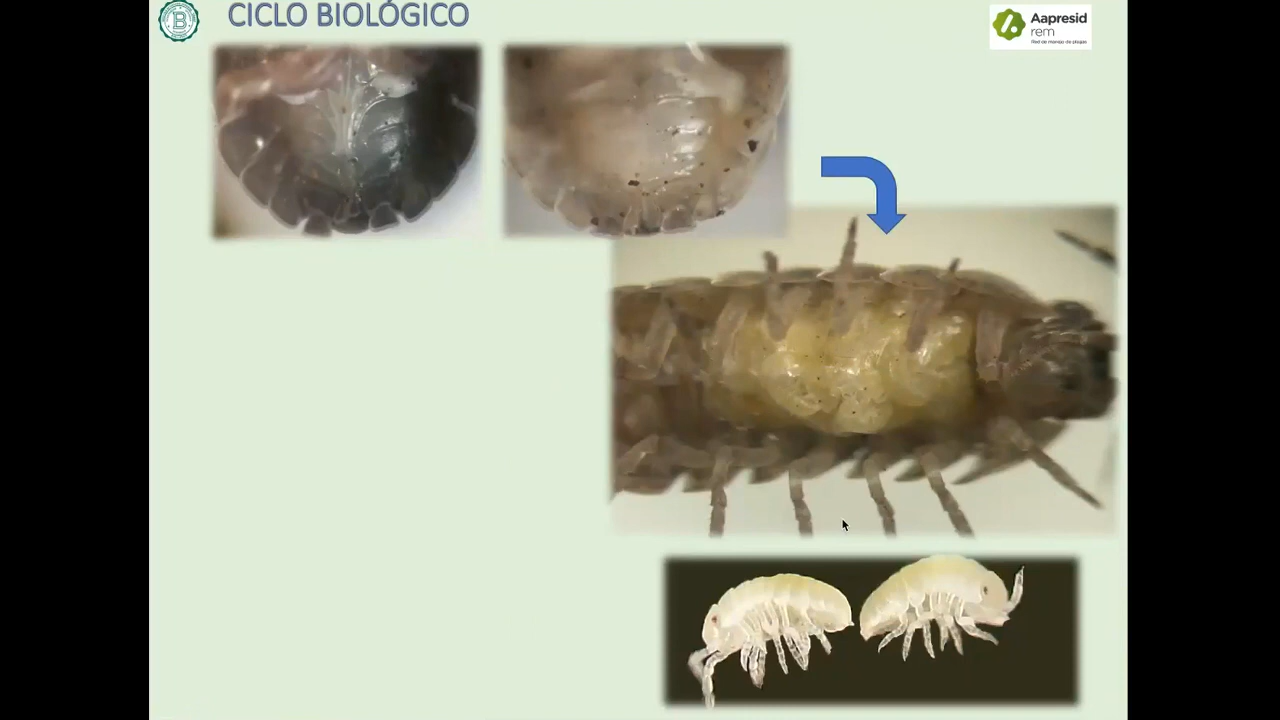 CICLO BIOLÓGICO
B
Aapresid
rem
Red de manejo de plagas